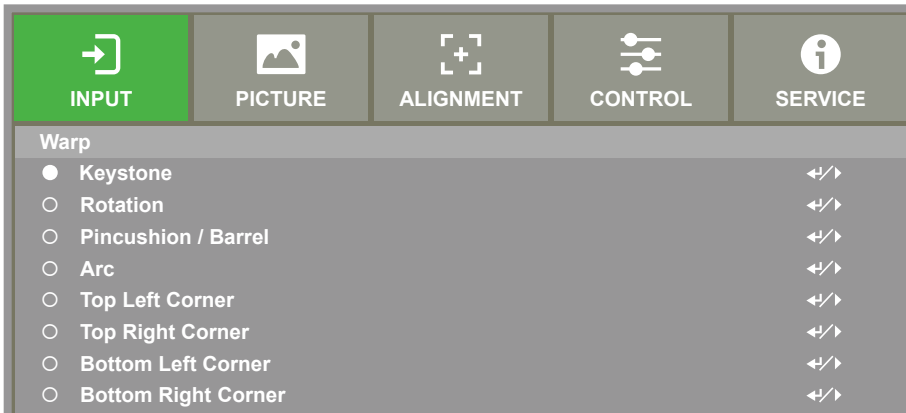 INPUT PICTURE ALIGNMENT CONTROL SERVICE
Warp
Keystone
Rotation
Pincushion / Barrel
Arc
Top Left Corner
Top Right Corner
Bottom Left Corner
Bottom Right Corner